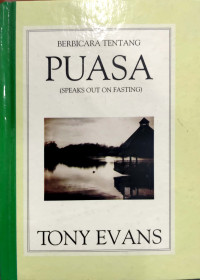 BERBICARA TENTANG
PUASA
(SPEAKS OUT ON FASTING)
TONY EVANS